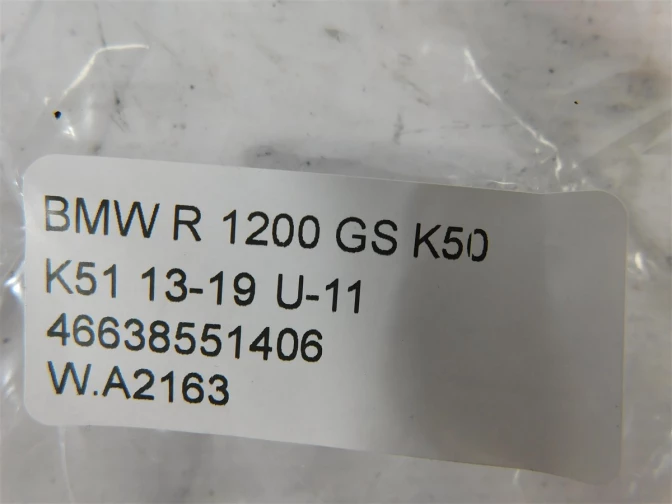 BMW R 1200 GS K50
K51 13-19 U-11
46638551406
W.A2163